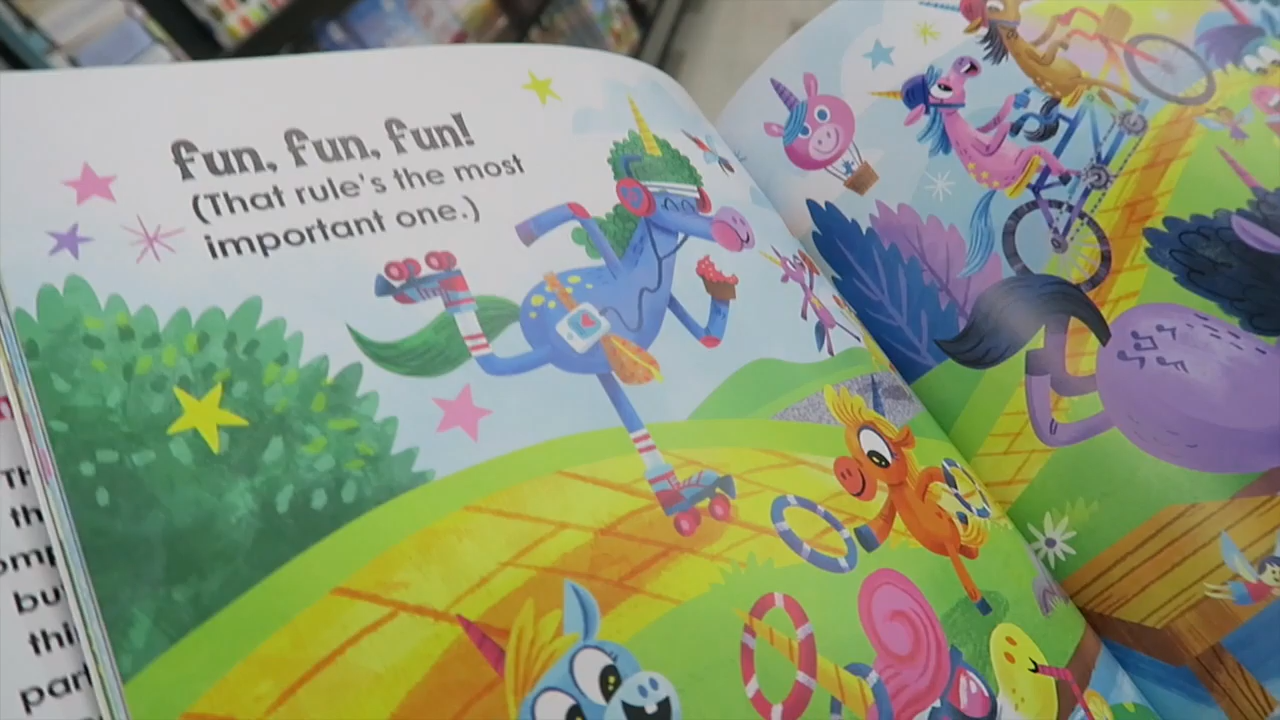 fun, fun, fun!
(That rule's the most
important one.)